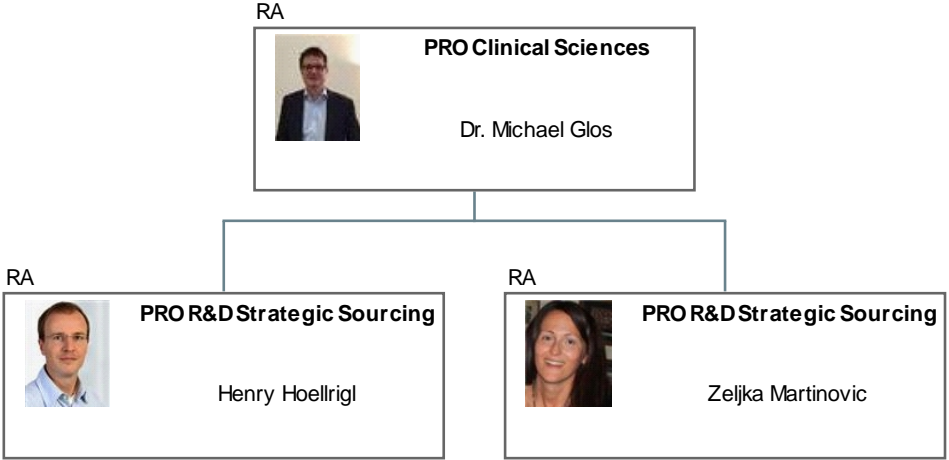 RA
PRO Clinical Sciences
Dr. Michael Glos
RA
PRO R&D Strategic Sourcing
Henry Hoellrigl
RA
PRO R&D Strategic Sourcing
Zeljka Martinovic